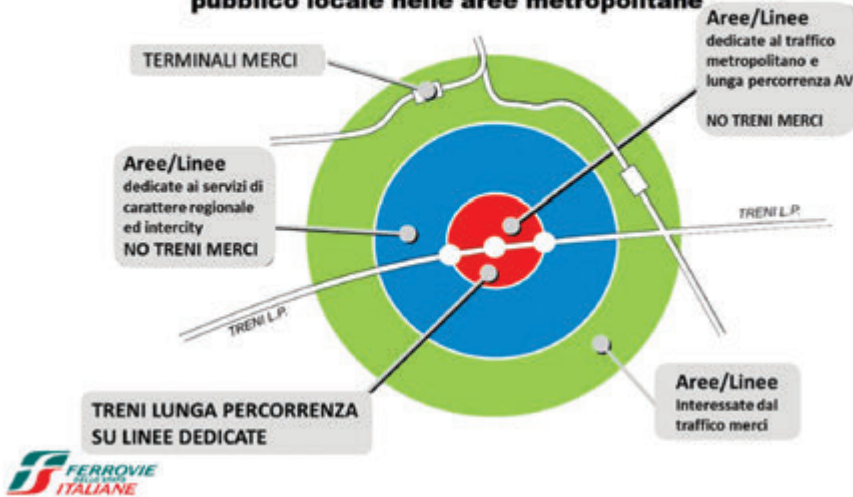 pubblico locale nelle aree metropolitane
TERMINALI MERCI
Aree/Linee
dedicate al traffico
metropolitano e
lunga percorrenza AV
NO TRENI MERCI
Aree/Linee
dedicate ai servizi di
carattere regionale
ed intercity
NO TRENI MERCI
TRENI L.P.
TRENI L.P.
TRENI LUNGA PERCORRENZA
SU LINEE DEDICATE
Aree/Linee
Interessate dal
traffico merci
FERROVIE
DELLO STATO
ITALIANE